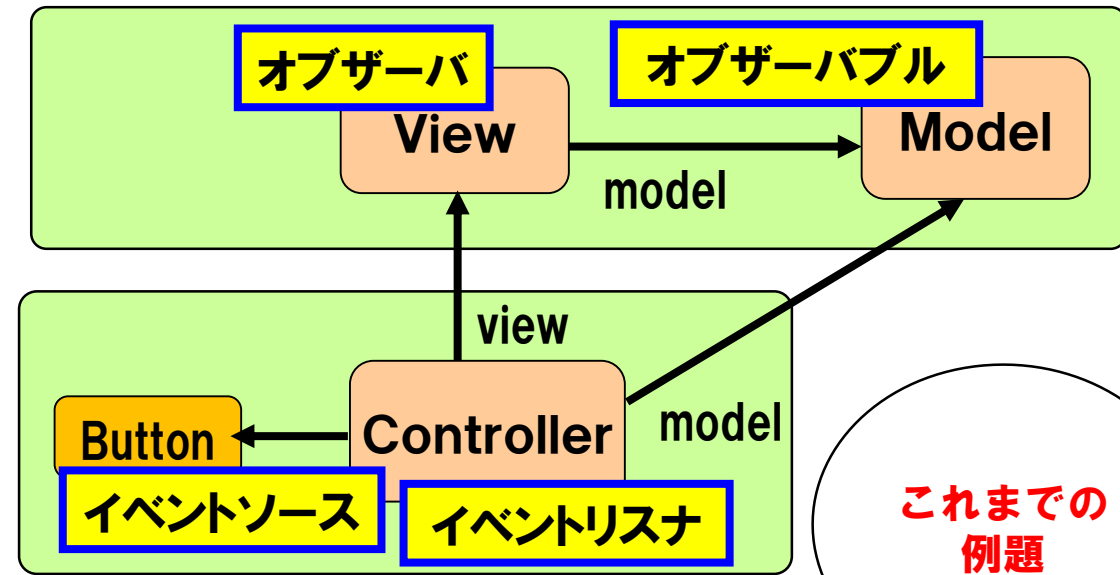 オブザーバ
オブザーバブル
View
Model
model
view
Button
Controller
model
イベントソース
イベントリスナ
これまでの
例題